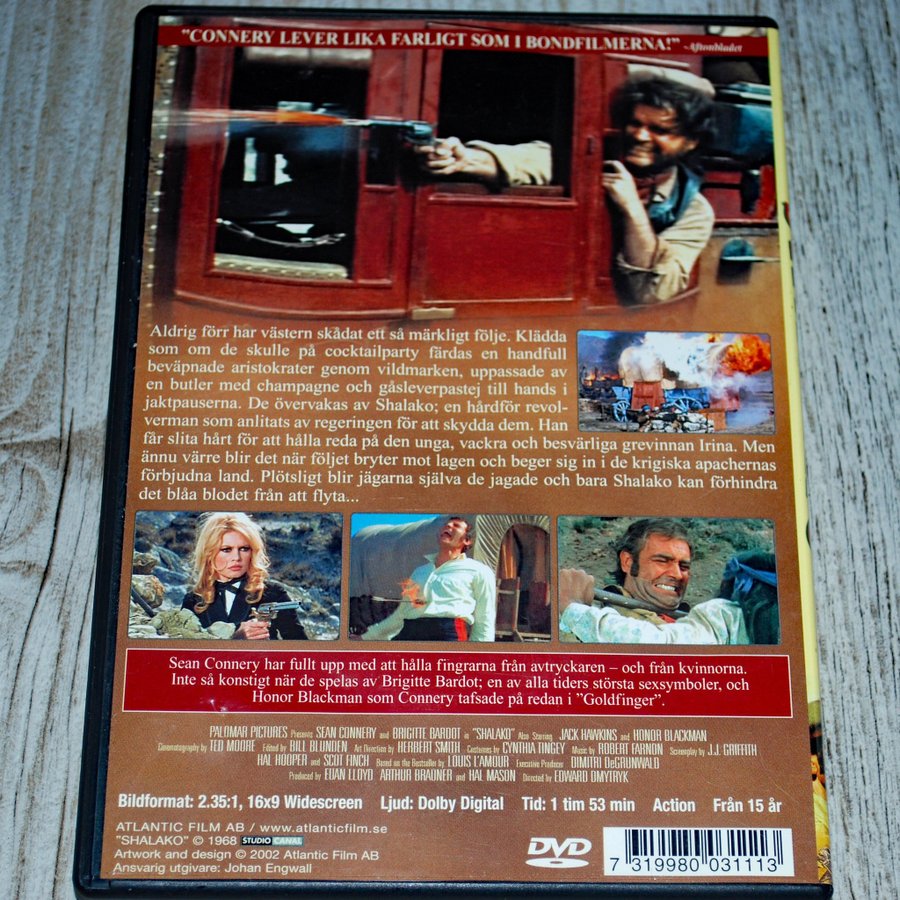 "CONNERY LEVER LIKA FARLIGT SOM I BONDFILMERNA!" -Aftonbladet
Aldrig förr har västern skådat ett så märkligt följe. Klädda
som om de skulle på cocktailparty färdas en handfull
beväpnade aristokrater genom vildmarken, uppassade av
en butler med champagne och gåsleverpastej till hands i
jaktpauserna. De övervakas av Shalako; en hårdför revol-
verman som anlitats av regeringen för att skydda dem. Han
får slita hårt för att hålla reda på den unga, vackra och besvärliga grevinnan Irina. Men
ännu värre blir det när följet bryter mot lagen och beger sig in i de krigiska apachernas
förbjudna land. Plötsligt blir jägarna själva de jagade och bara Shalako kan förhindra
det blåa blodet från att flyta...
Sean Connery har fullt upp med att hålla fingrarna från avtryckaren – och från kvinnorna.
Inte så konstigt när de spelas av Brigitte Bardot; en av alla tiders största sexsymboler, och
Honor Blackman som Connery tafsade på redan i "Goldfinger".
PALOMAR PICTURES Presents SEAN CONNERY and BRIGITTE BARDOT in "SHALAKO" Also Starring JACK HAWKINS and HONOR BLACKMAN
Cinematography by TED MOORE Edited by BILL BLUNDEN Art Direction by HERBERT SMITH Costumes by CYNTHIA TINGEY Music by ROBERT FARNON Screenplay by J.J. GRIFFITH
HAL HOOPER and SCOT FINCH Based on the Bestseller by LOUIS L'AMOUR Executive Producer DIMITRI DeGRUNWALD
Produced by EUAN LLOYD ARTHUR BRAUNER and HAL MASON Directed by EDWARD DMYTRYK
Bildformat: 2.35:1, 16x9 Widescreen Ljud: Dolby Digital Tid: 1 tim 53 min Action Från 15 år
ATLANTIC FILM AB / www.atlanticfilm.se
"SHALAKO" © 1968 STUDIO CANAL
Artwork and design © 2002 Atlantic Film AB
Ansvarig utgivare: Johan Engwall
DVD
VIDEO
7 319980 031113